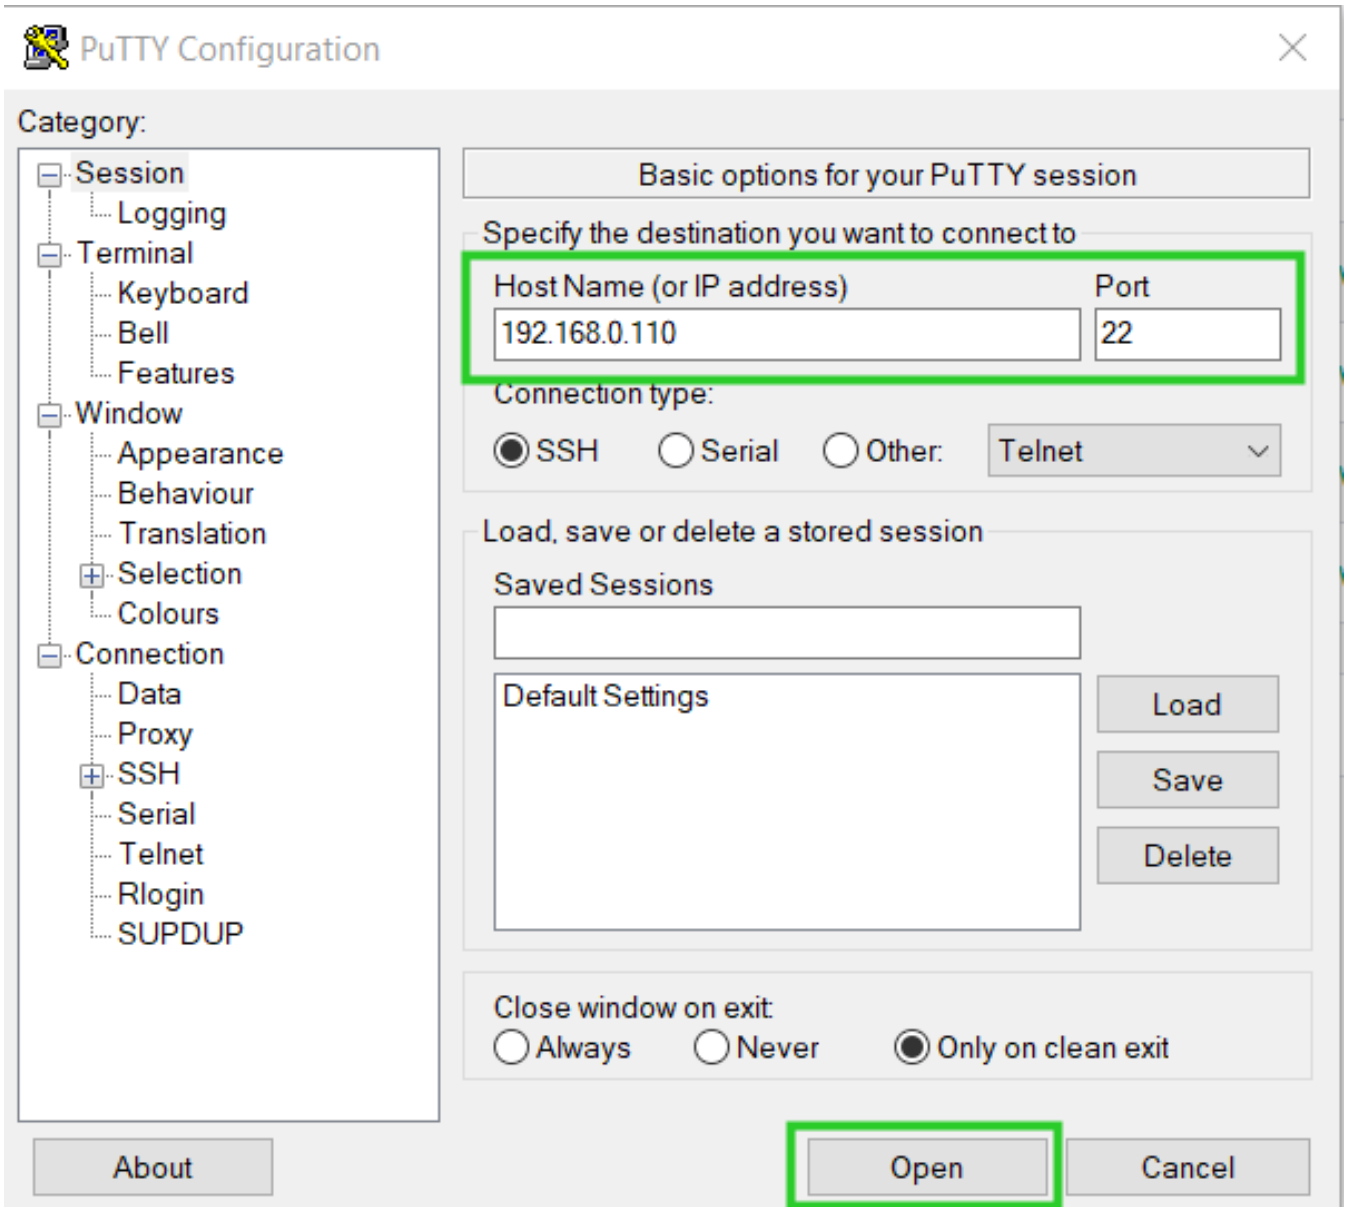 PuTTY Configuration
Category:
Session
Logging
Terminal
Keyboard
Bell
Features
Window
Appearance
Behaviour
Translation
Selection
Colours
Connection
Data
Proxy
SSH
Serial
Telnet
Rlogin
SUPDUP
Basic options for your PuTTY session
Specify the destination you want to connect to
Host Name (or IP address) Port
192.168.0.110 22
Connection type:
SSH Serial Other: Telnet
Load, save or delete a stored session
Saved Sessions
Default Settings
Load
Save
Delete
Close window on exit:
Always Never Only on clean exit
About Open Cancel